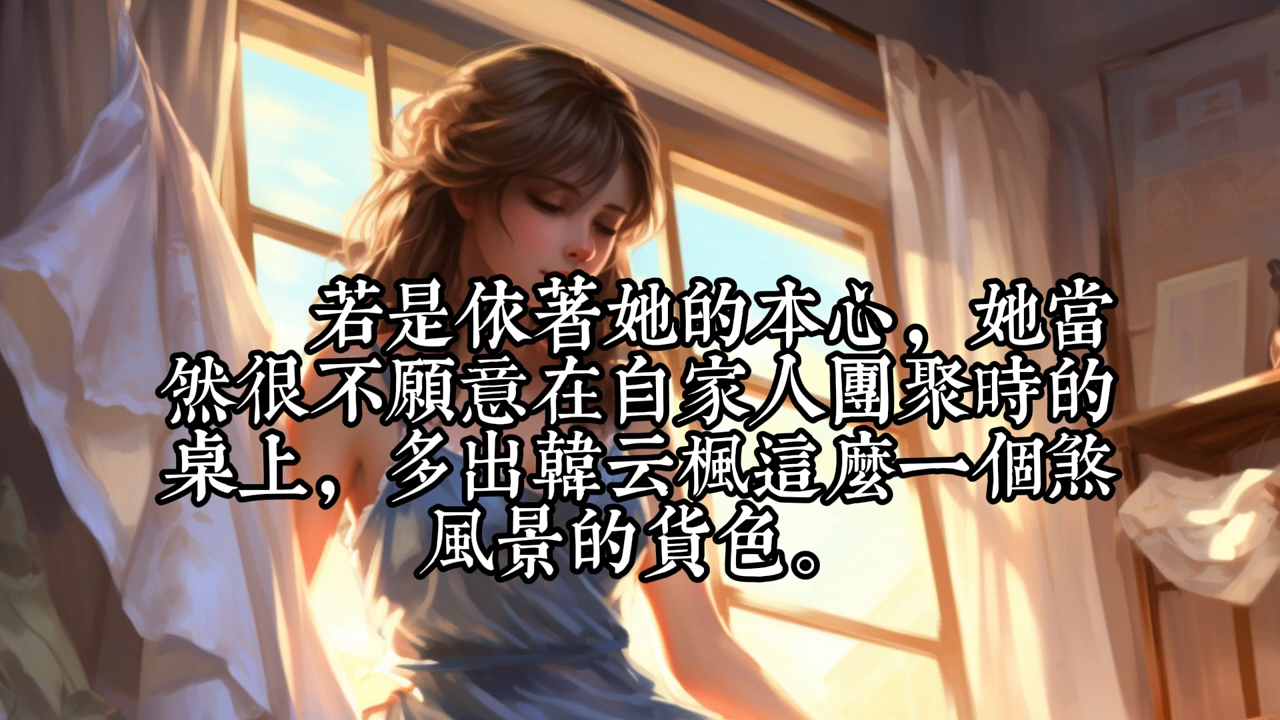 若是依著她的本心，她當
然很不願意在自家人團聚時的
桌上，多出韓云楓這麼一個煞
風景的貨色。